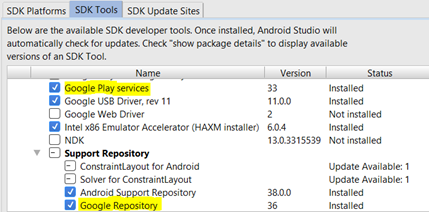 SDK Platforms SDK Tools SDK Update Sites
Below are the available SDK developer tools. Once installed, Android Studio will
automatically check for updates. Check "show package details" to display available
versions of an SDK Tool.
Name Version Status
Google Play services 33 Installed
Google USB Driver, rev 11 11.0.0 Installed
Google Web Driver 2 Not installed
Intel x86 Emulator Accelerator (HAXM installer) 6.0.4 Installed
NDK 13.0.3315539 Not installed
Support Repository
ConstraintLayout for Android Update Available: 1
Solver for ConstraintLayout Update Available: 1
Android Support Repository 38.0.0 Installed
Google Repository 36 Installed